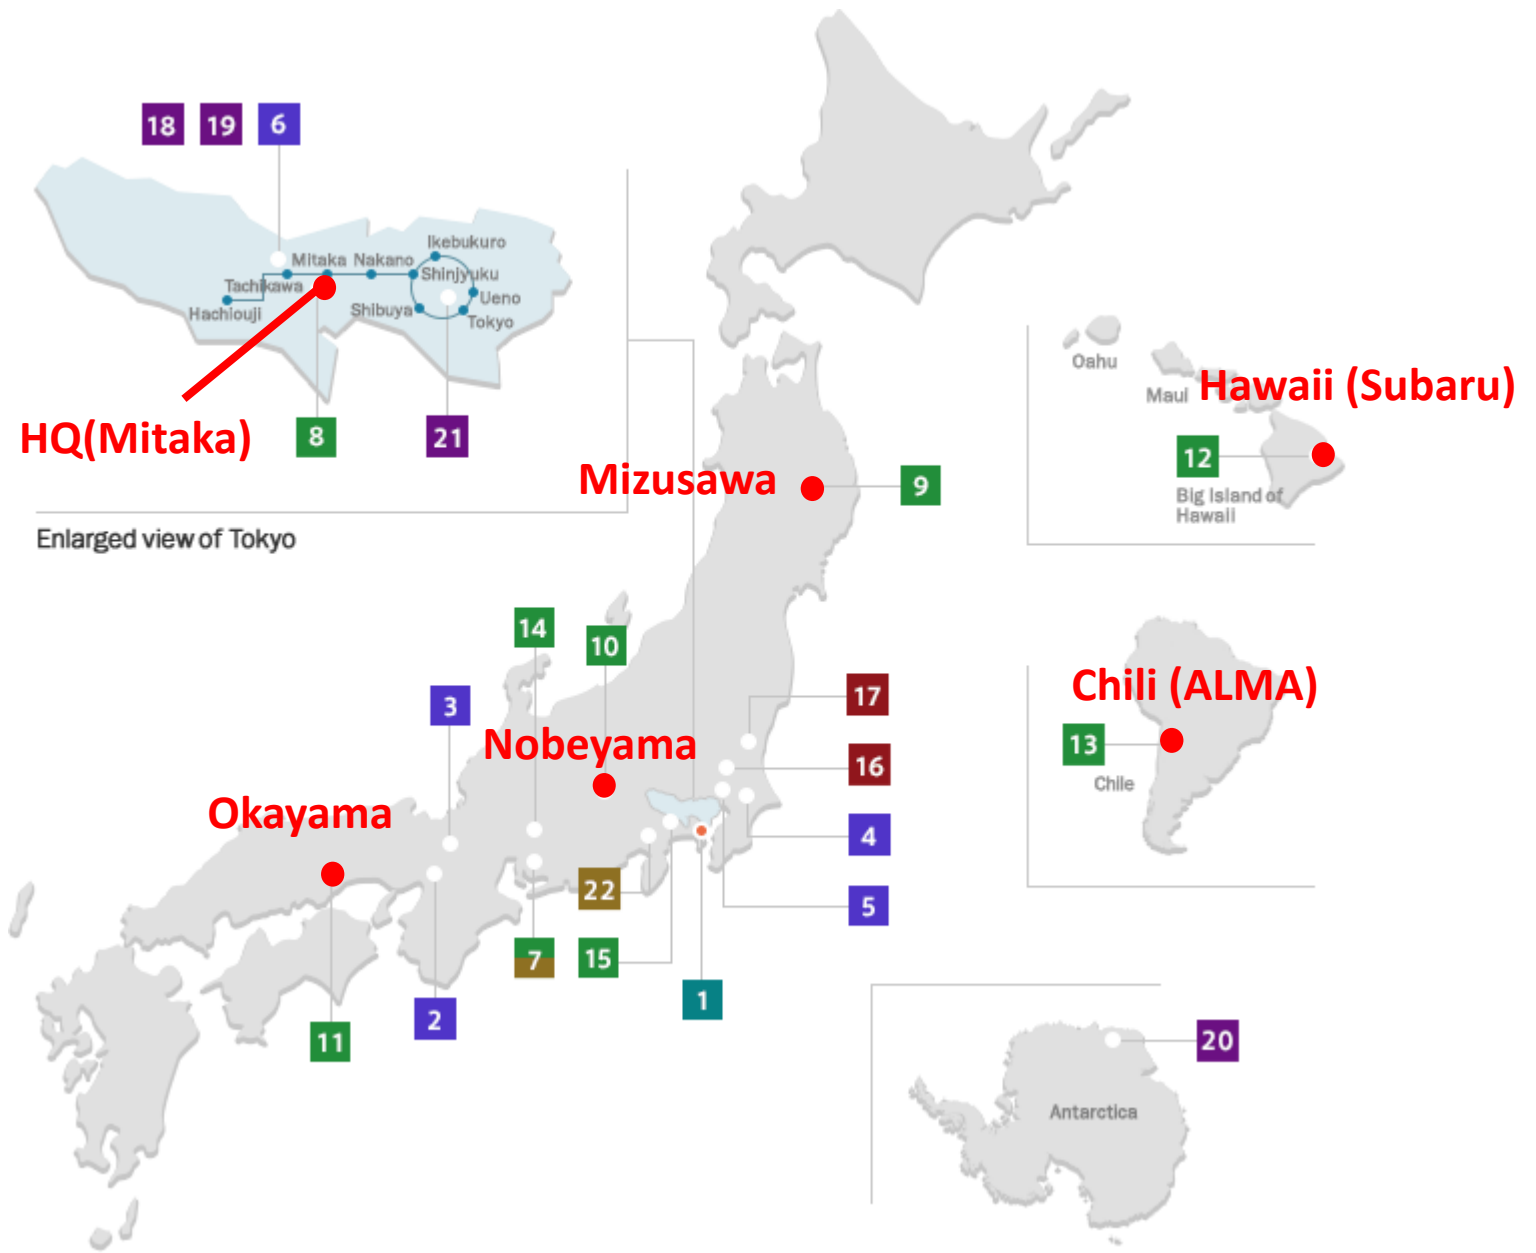 18 19 6
Ikebukuro
Mitaka Nakano
Shinjyuku
Tachikawa
Ueno
Hachiouji
Shibuya
Tokyo
HQ(Mitaka)
8
21
Enlarged view of Tokyo
Oahu
Maui
Hawaii (Subaru)
12
Big Island of
Hawaii
Mizusawa
9
14
10
3
17
Nobeyama
16
Okayama
4
22
5
7
15
1
2
11
Chili (ALMA)
13
Chile
20
Antarctica